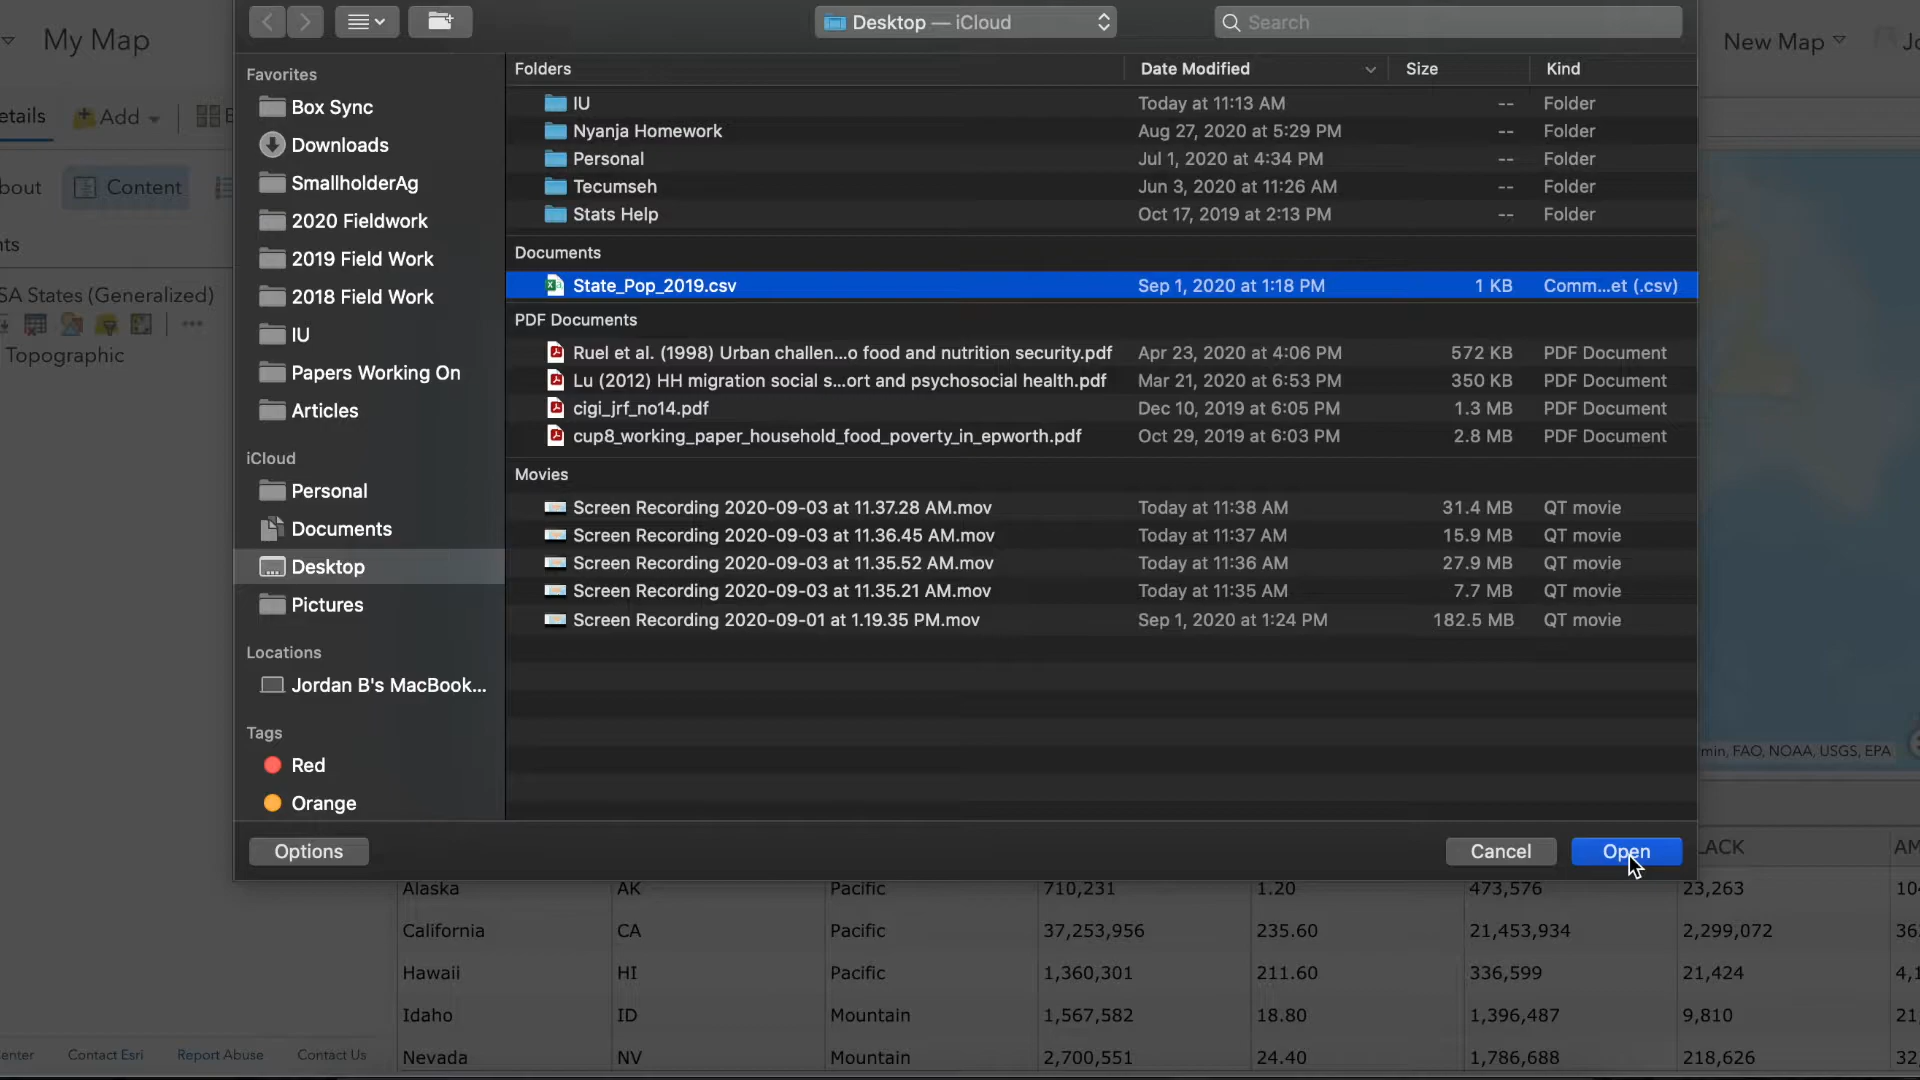 My Map
New Map
etails
Add
Content
bout
nts
SA States (Generalized)
Topographic
Desktop — iCloud
Search
Favorites
Box Sync
Downloads
SmallholderAg
2020 Fieldwork
2019 Field Work
2018 Field Work
IU
Papers Working On
Articles
iCloud
Personal
Documents
Desktop
Pictures
Locations
Jordan B's MacBook...
Tags
Red
Orange
Folders Date Modified Size Kind
IU Today at 11:13 AM -- Folder
Nyanja Homework Aug 27, 2020 at 5:29 PM -- Folder
Personal Jul 1, 2020 at 4:34 PM -- Folder
Tecumseh Jun 3, 2020 at 11:26 AM -- Folder
Stats Help Oct 17, 2019 at 2:13 PM -- Folder
Documents
State_Pop_2019.csv Sep 1, 2020 at 1:18 PM 1 KB Comm...et (.csv)
PDF Documents
Ruel et al. (1998) Urban challen...o food and nutrition security.pdf Apr 23, 2020 at 4:06 PM 572 KB PDF Document
Lu (2012) HH migration social s...ort and psychosocial health.pdf Mar 21, 2020 at 6:53 PM 350 KB PDF Document
cigi_jrf_no14.pdf Dec 10, 2019 at 6:05 PM 1.3 MB PDF Document
cup8_working_paper_household_food_poverty_in_epworth.pdf Oct 29, 2019 at 6:03 PM 2.8 MB PDF Document
Movies
Screen Recording 2020-09-03 at 11.37.28 AM.mov Today at 11:38 AM 31.4 MB QT movie
Screen Recording 2020-09-03 at 11.36.45 AM.mov Today at 11:37 AM 15.9 MB QT movie
Screen Recording 2020-09-03 at 11.35.52 AM.mov Today at 11:36 AM 27.9 MB QT movie
Screen Recording 2020-09-03 at 11.35.21 AM.mov Today at 11:35 AM 7.7 MB QT movie
Screen Recording 2020-09-01 at 1.19.35 PM.mov Sep 1, 2020 at 1:24 PM 182.5 MB QT movie
min, FAO, NOAA, USGS, EPA
Options Cancel Open
LACK AM
Alaska AK Pacific 710,231 1.20 473,576 23,263 10
California CA Pacific 37,253,956 235.60 21,453,934 2,299,072 36
Hawaii HI Pacific 1,360,301 211.60 336,599 21,424 4,1
Idaho ID Mountain 1,567,582 18.80 1,396,487 9,810 21
Nevada NV Mountain 2,700,551 24.40 1,786,688 218,626 32
enter Contact Esri Report Abuse Contact Us